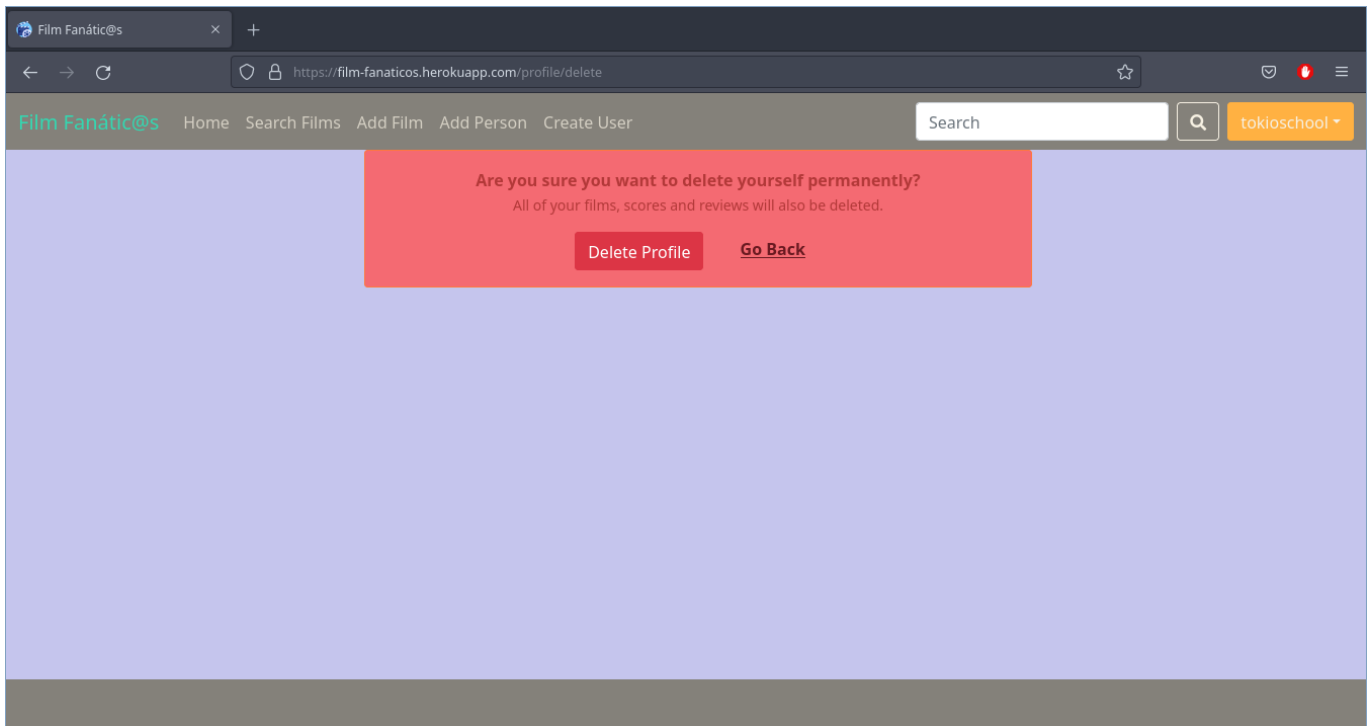 Film Fanátic@s
https://film-fanaticos.herokuapp.com/profile/delete
Film Fanátic@s Home Search Films Add Film Add Person Create User Search tokioschool
Are you sure you want to delete yourself permanently?
All of your films, scores and reviews will also be deleted.
Delete Profile Go Back